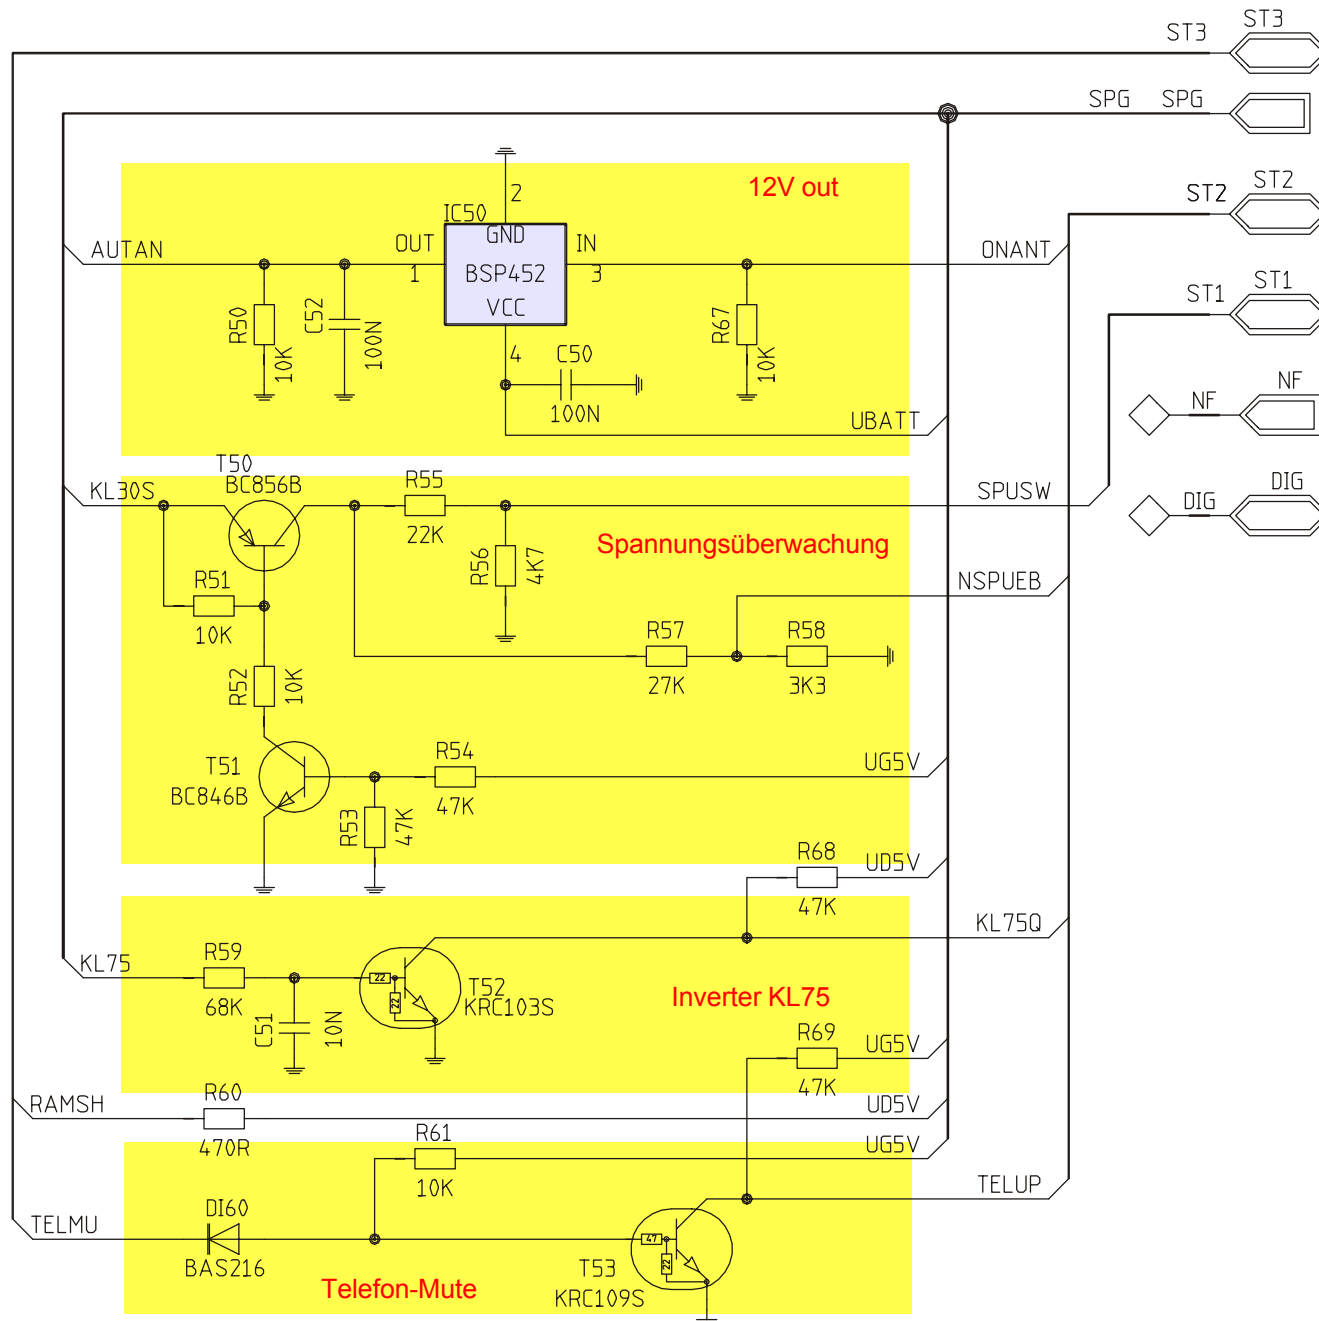 ST3 ST3
SPG SPG
12V out
ST2 ST2
2
IC50
GND
AUTAN OUT IN ONANT
1 BSP452 3
VCC
ST1 ST1
R50 10K
C52 100N
4 C50
100N
R67 10K
NF NF
UBATT
T50
BC856B
KL30S R55 SPUSW
22K
DIG DIG
Spannungsüberwachung
R56 4K7
R51
10K
NSPUEB
R57 R58
27K 3K3
R52 10K
T51
BC846B
R54 UG5V
47K
R53 47K
R68 UD5V
47K
KL75Q
KL75 R59
68K
22
22
T52
KRC103S
Inverter KL75
C51 10N
R69 UG5V
47K
RAMSH R60 UD5V
470R
R61 UG5V
10K
TELUP
TELMU DI60
BAS216
47
22
T53
KRC109S
Telefon-Mute